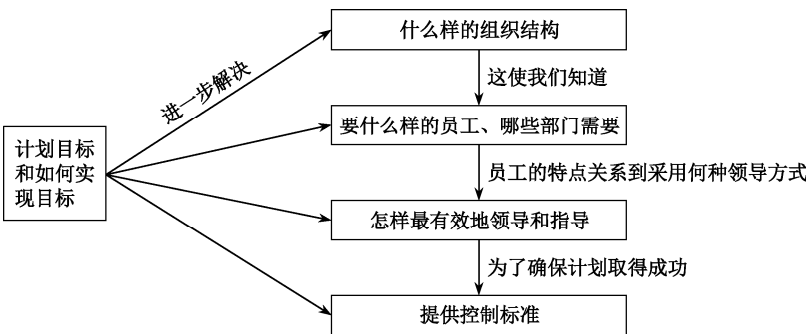 什么样的组织结构
进一步解决
这使我们知道
要什么样的员工、哪些部门需要
计划目标
和如何实
现目标
员工的特点关系到采用何种领导方式
怎样最有效地领导和指导
为了确保计划取得成功
提供控制标准